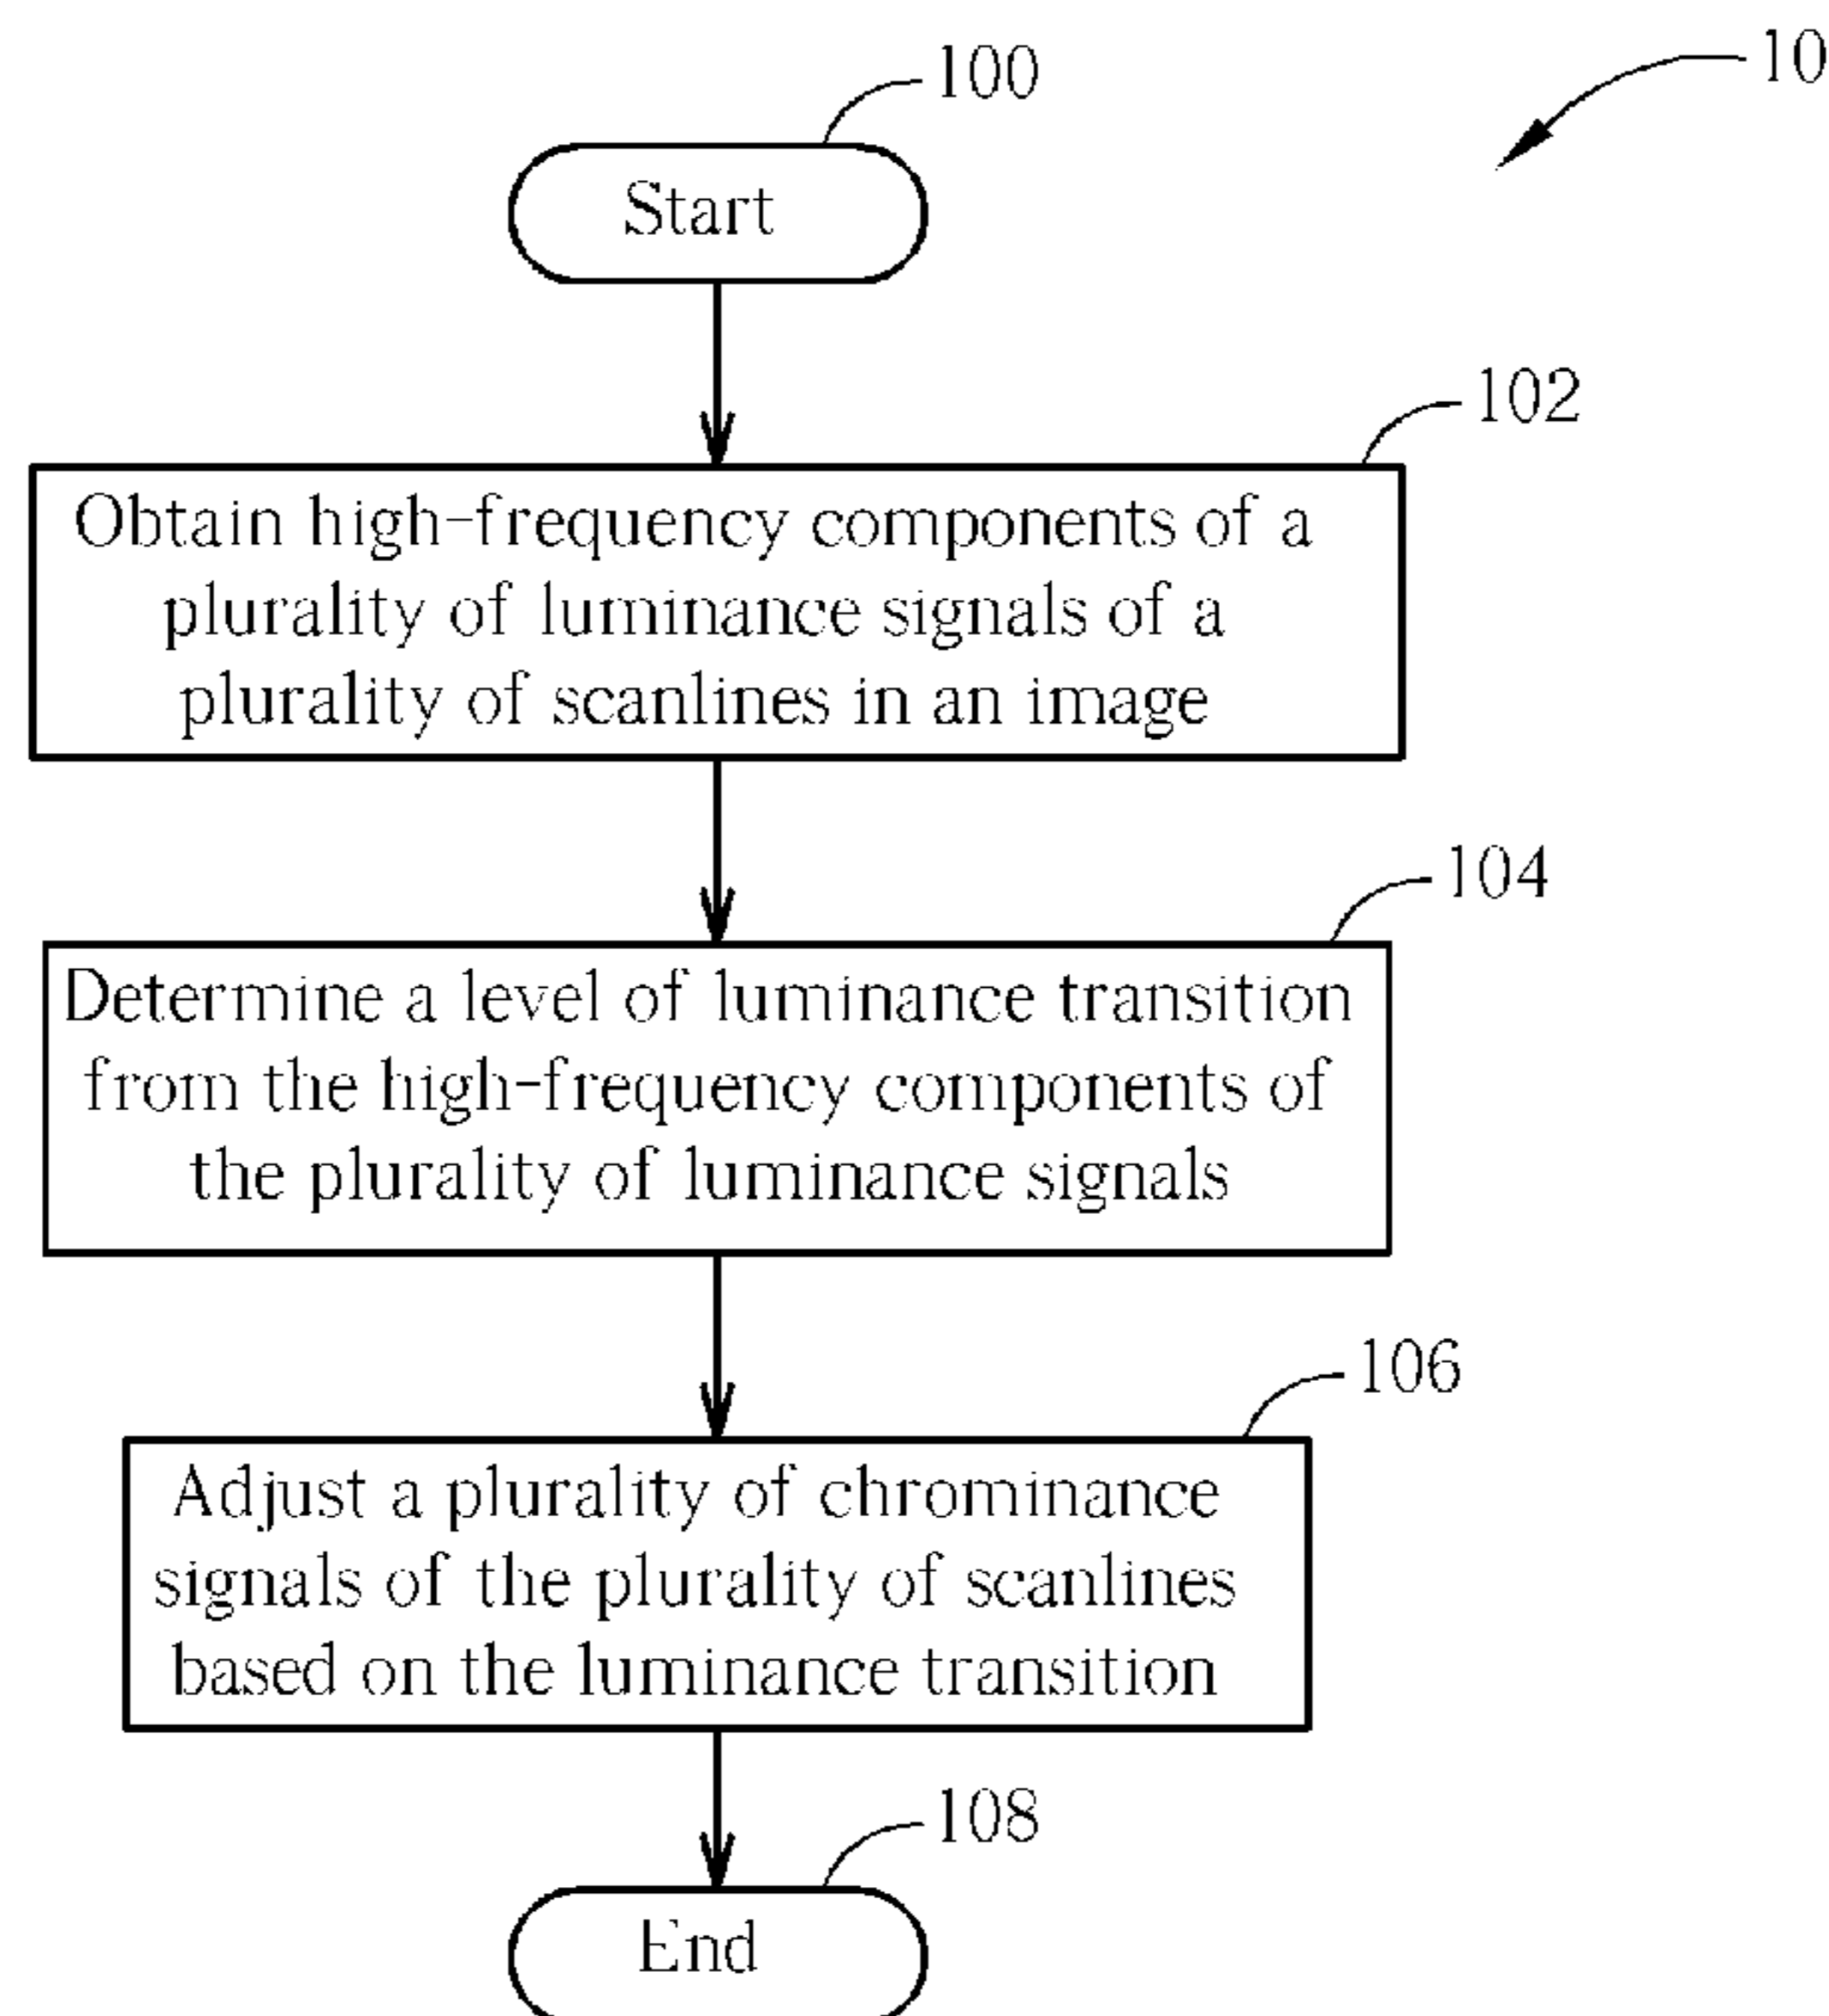 10
100
Start
102
Obtain high-frequency components of a
plurality of luminance signals of a
plurality of scanlines in an image
104
Determine a level of luminance transition
from the high-frequency components of
the plurality of luminance signals
106
Adjust a plurality of chrominance
signals of the plurality of scanlines
based on the luminance transition
108
End